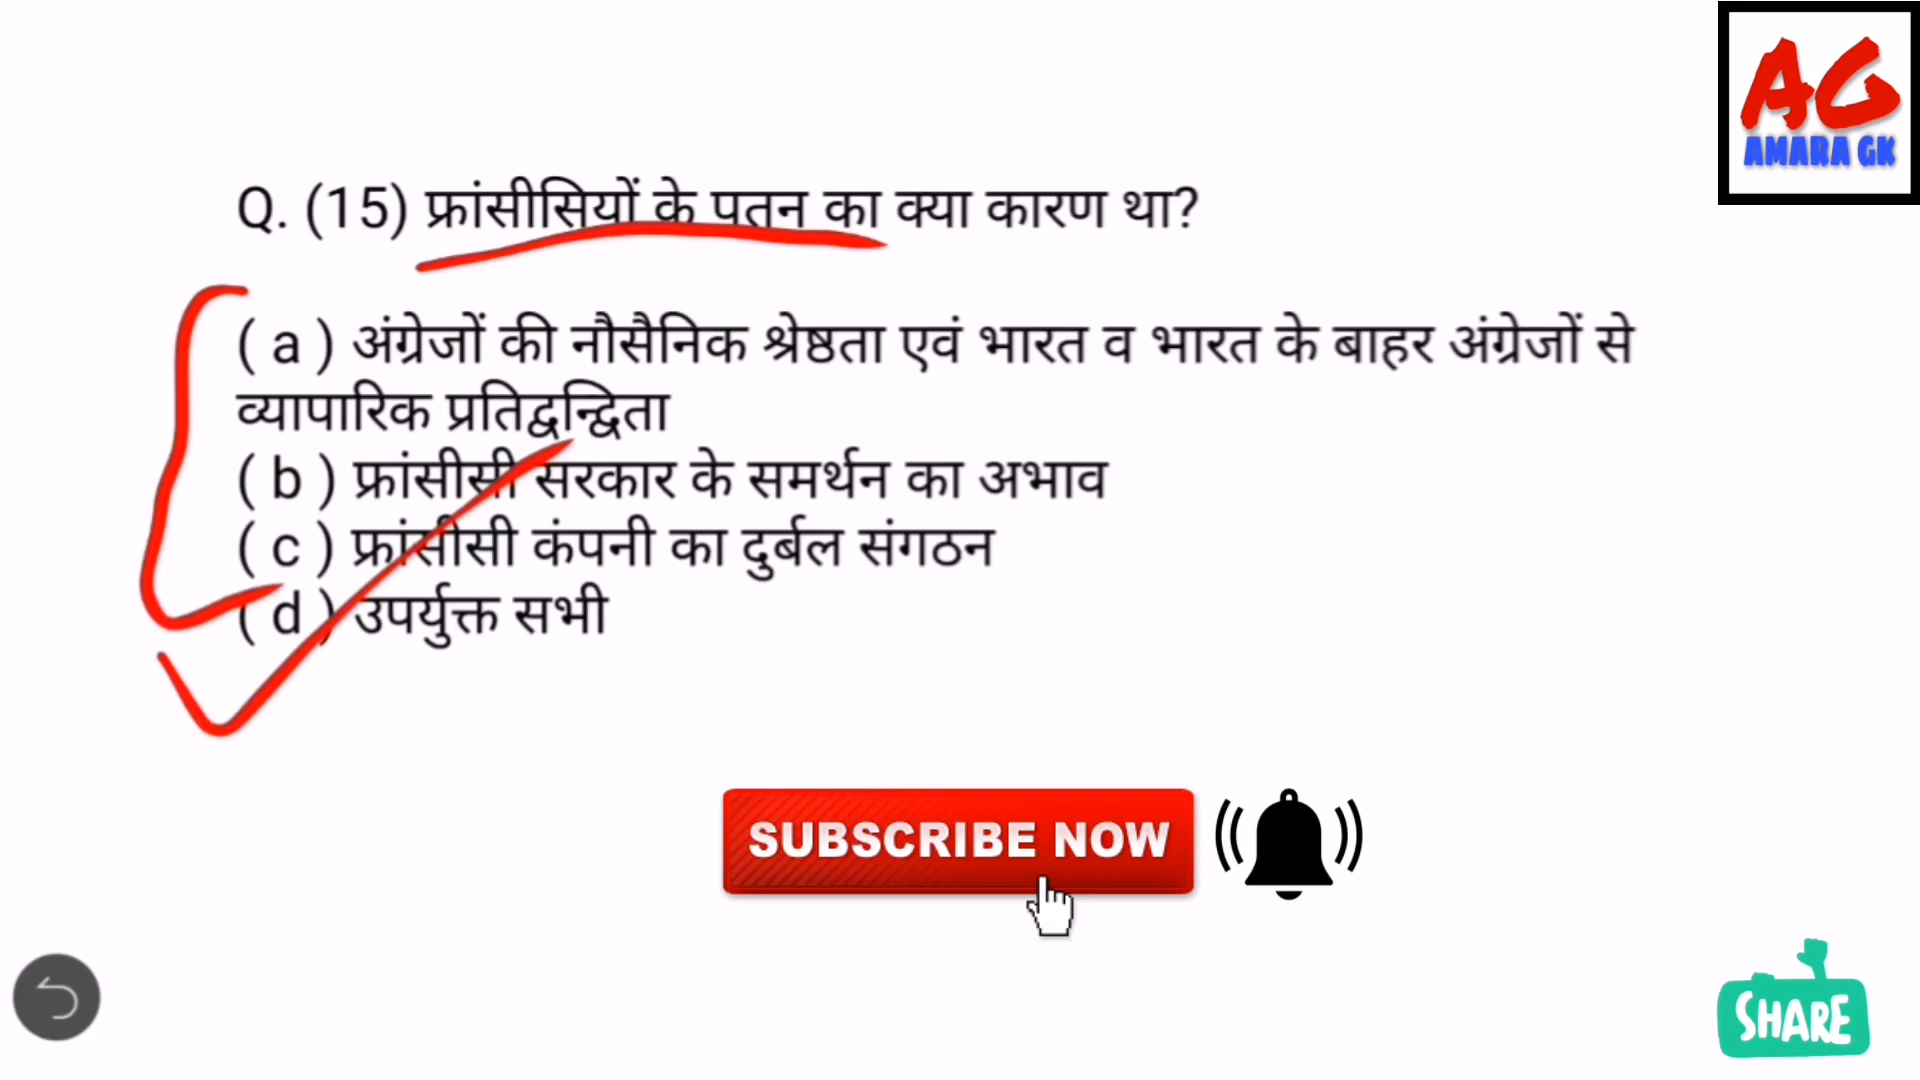 AG
AMARA GK
Q. (15) फ्रांसीसियों के पतन का क्या कारण था?
( a ) अंग्रेजों की नौसैनिक श्रेष्ठता एवं भारत व भारत के बाहर अंग्रेजों से
व्यापारिक प्रतिद्वन्द्विता
( b ) फ्रांसीसी सरकार के समर्थन का अभाव
( c ) फ्रांसीसी कंपनी का दुर्बल संगठन
( d ) उपर्युक्त सभी
SUBSCRIBE NOW
SHARE